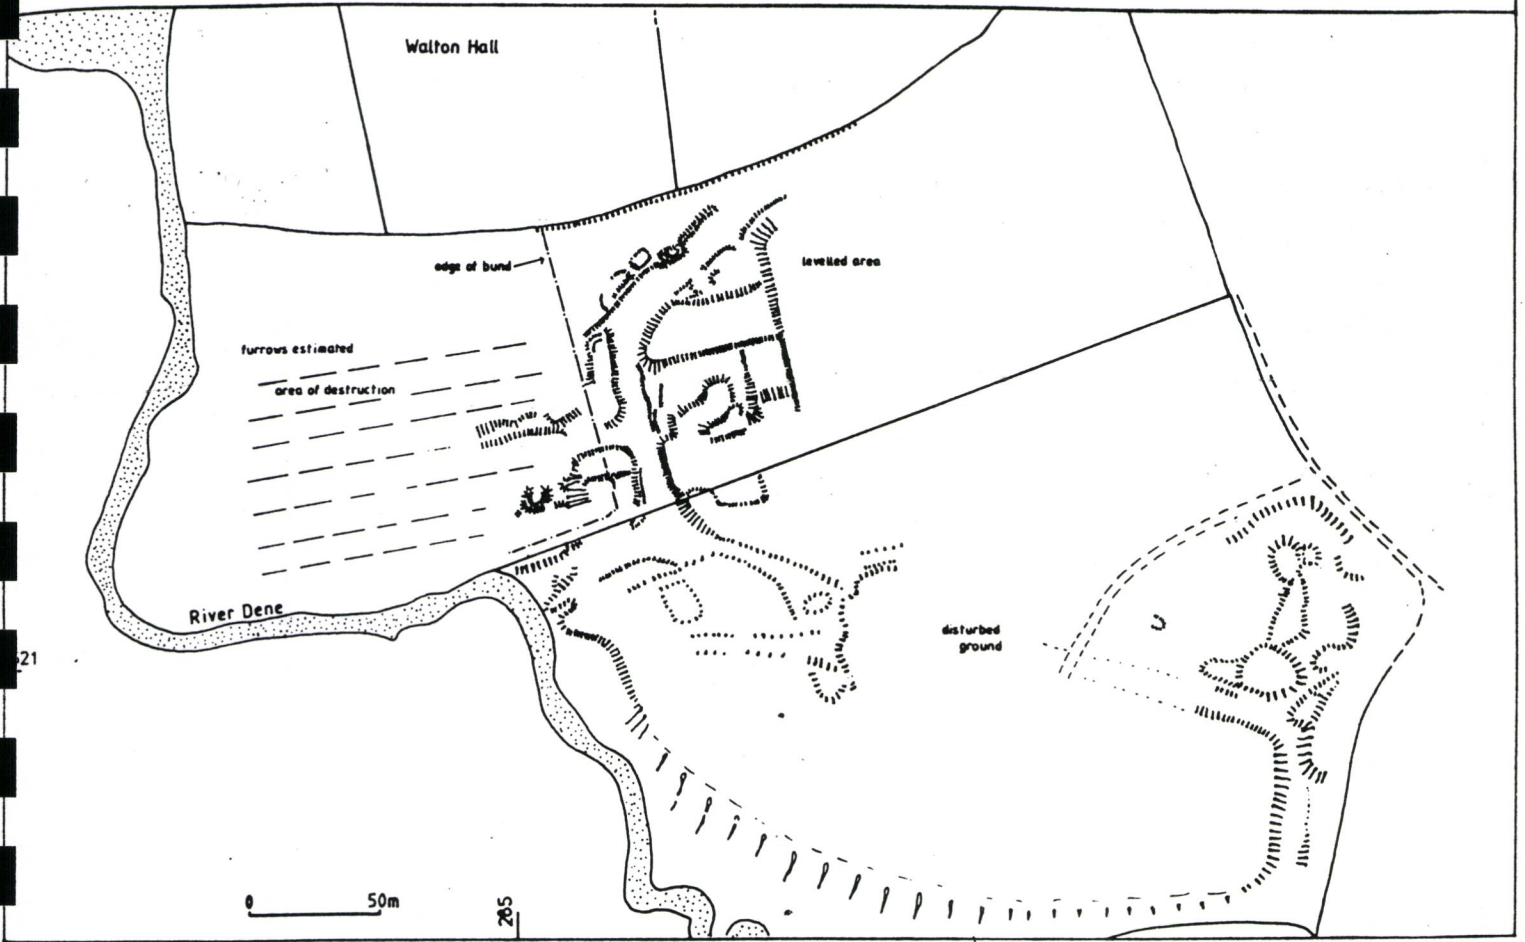 Walton Hall
edge of bund
levelled area
furrows estimated
area of destruction
River Dene
disturbed
ground
21
0 50m
285